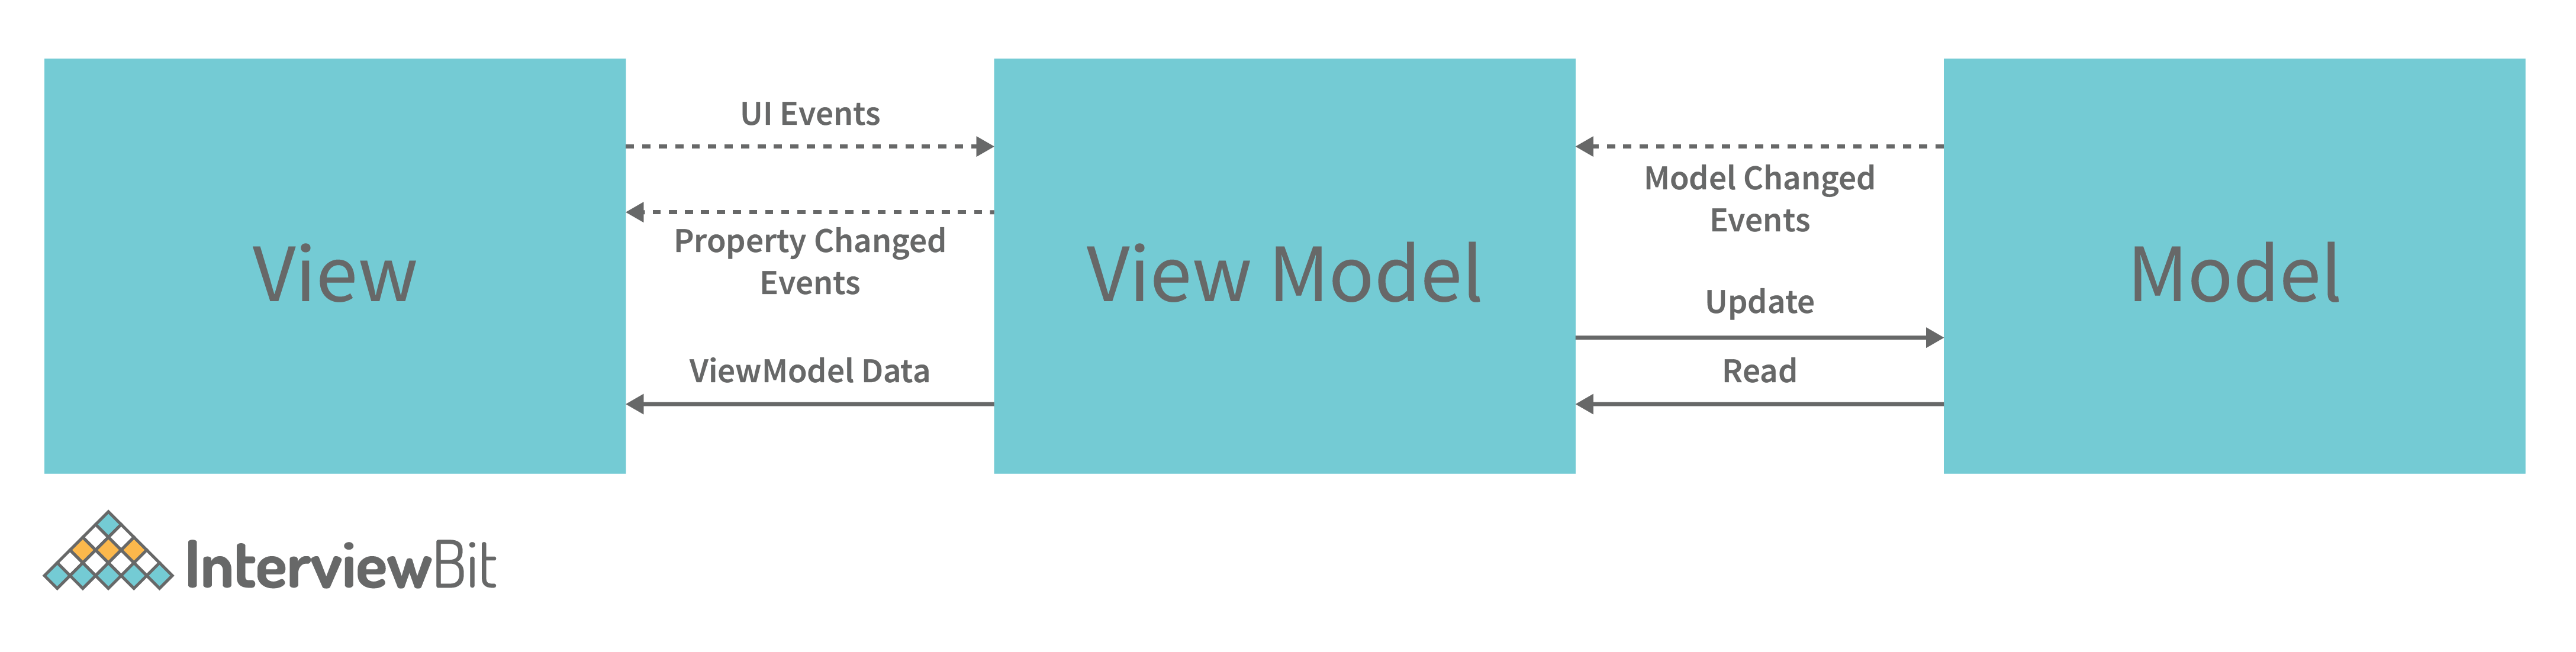 View
UI Events
Property Changed
Events
ViewModel Data
View Model
Model Changed
Events
Update
Read
Model
InterviewBit